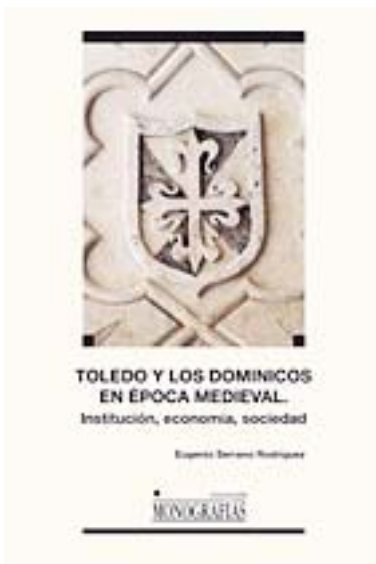 TOLEDO Y LOS DOMINICOS
EN ÉPOCA MEDIEVAL.
Institución, economía, sociedad
Eugenio Serrano Rodríguez
MONOGRAFÍAS